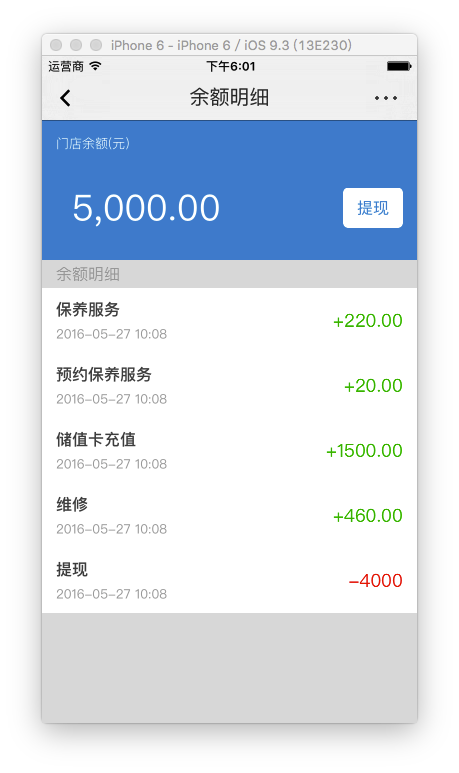 iPhone 6 - iPhone 6 / iOS 9.3 (13E230)
运营商 下午6:01
余额明细
门店余额(元)
5,000.00 提现
余额明细
保养服务
2016-05-27 10:08
+220.00
预约保养服务
2016-05-27 10:08
+20.00
储值卡充值
2016-05-27 10:08
+1500.00
维修
2016-05-27 10:08
+460.00
提现
2016-05-27 10:08
-4000